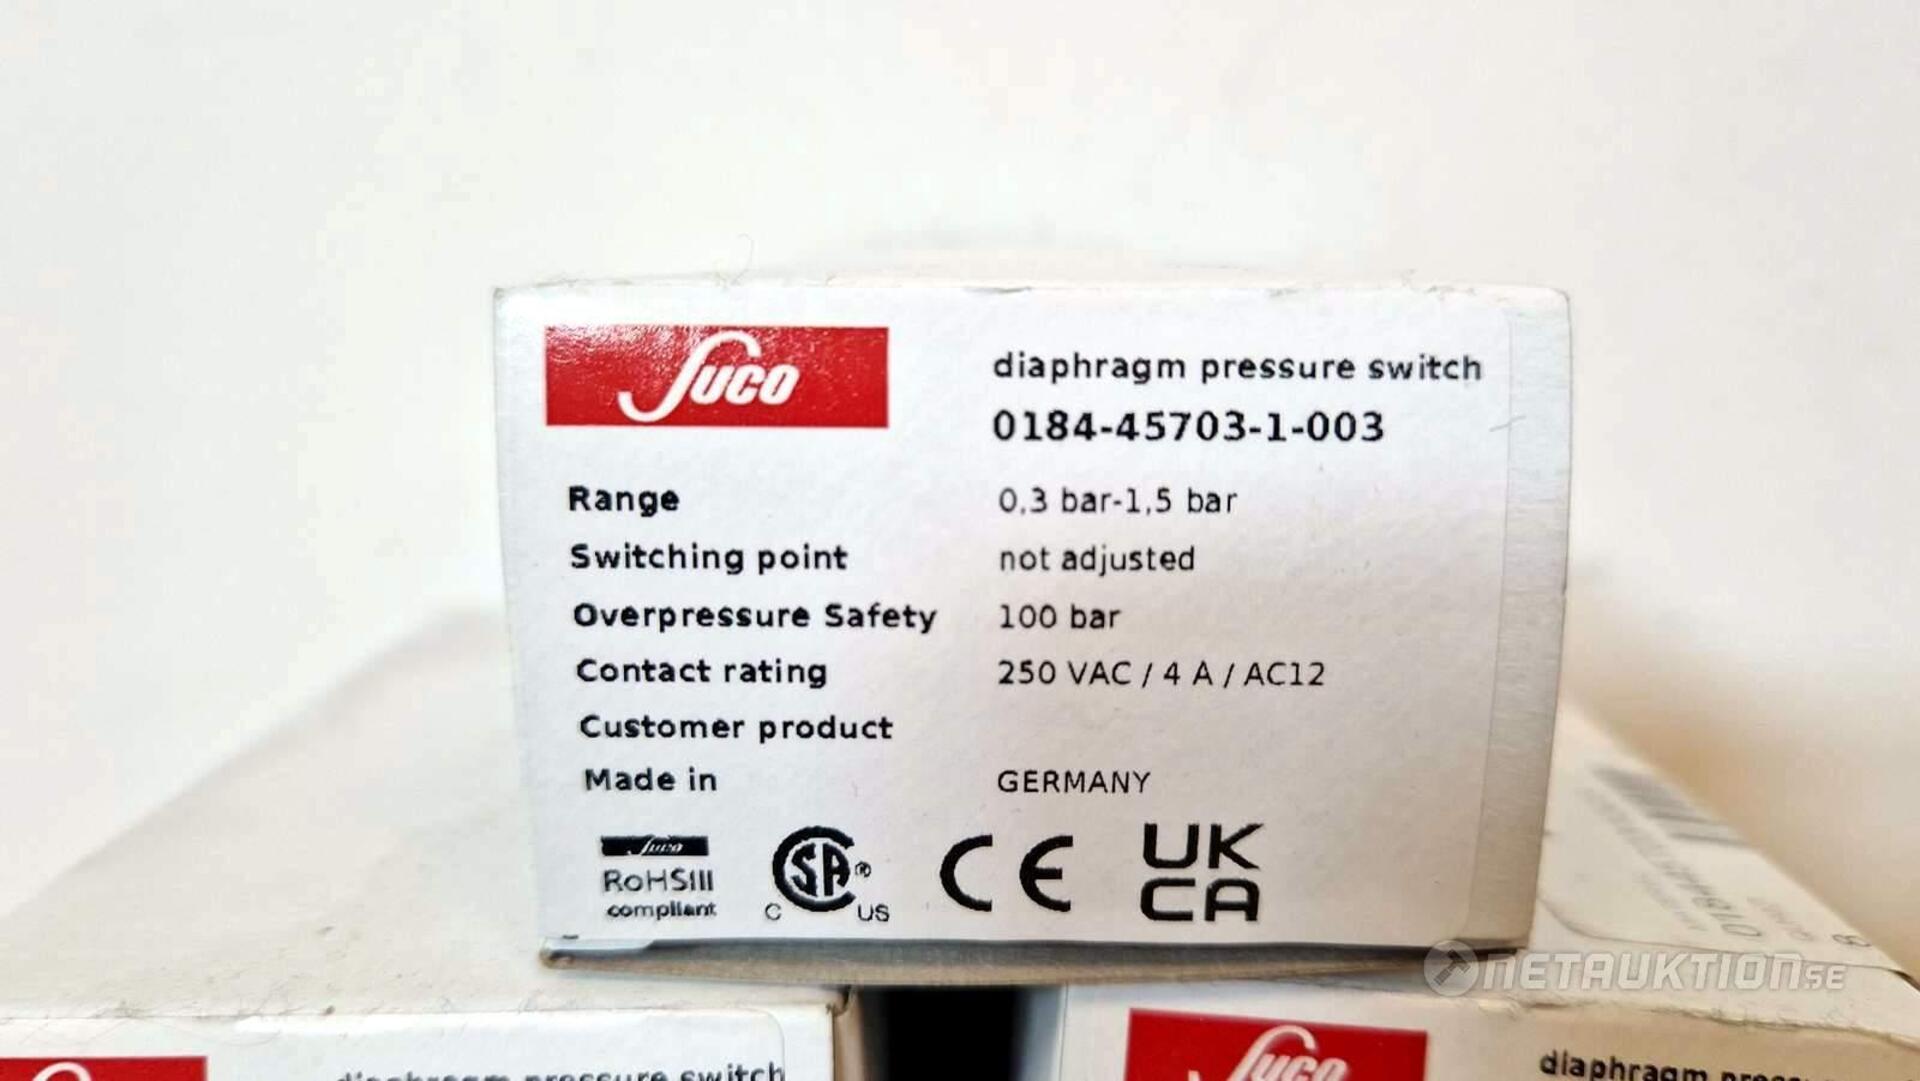 Suco
diaphragm pressure switch
0184-45703-1-003
Range 0,3 bar-1,5 bar
Switching point not adjusted
Overpressure Safety 100 bar
Contact rating 250 VAC / 4 A / AC12
Customer product
Made in GERMANY
Suco
RoHSIII
compliant
CSA®
C US
CE
UK
CA
NETAUKTION.SE
diaphragm pressure switch
Suco
diaphragm